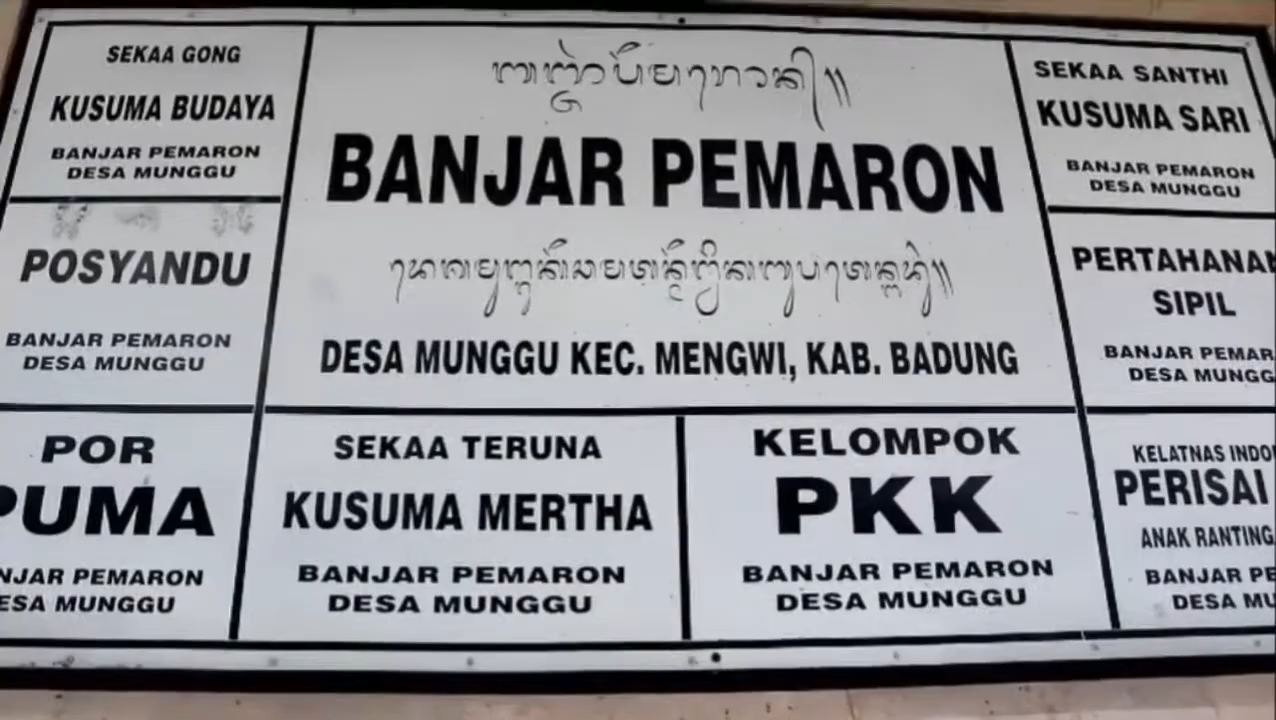 SEKAA GONG
KUSUMA BUDAYA
BANJAR PEMARON
DESA MUNGGU
POSYANDU
BANJAR PEMARON
DESA MUNGGU
POR
PUMA
BANJAR PEMARON
DESA MUNGGU
BANJAR PEMARON
DESA MUNGGU KEC. MENGWI, KAB. BADUNG
SEKAA TERUNA
KUSUMA MERTHA
BANJAR PEMARON
DESA MUNGGU
KELOMPOK
PKK
BANJAR PEMARON
DESA MUNGGU
SEKAA SANTHI
KUSUMA SARI
BANJAR PEMARON
DESA MUNGGU
PERTAHANAN
SIPIL
BANJAR PEMAR
DESA MUNGG
KELATNAS INDO
PERISAI
ANAK RANTING
BANJAR PE
DESA MU